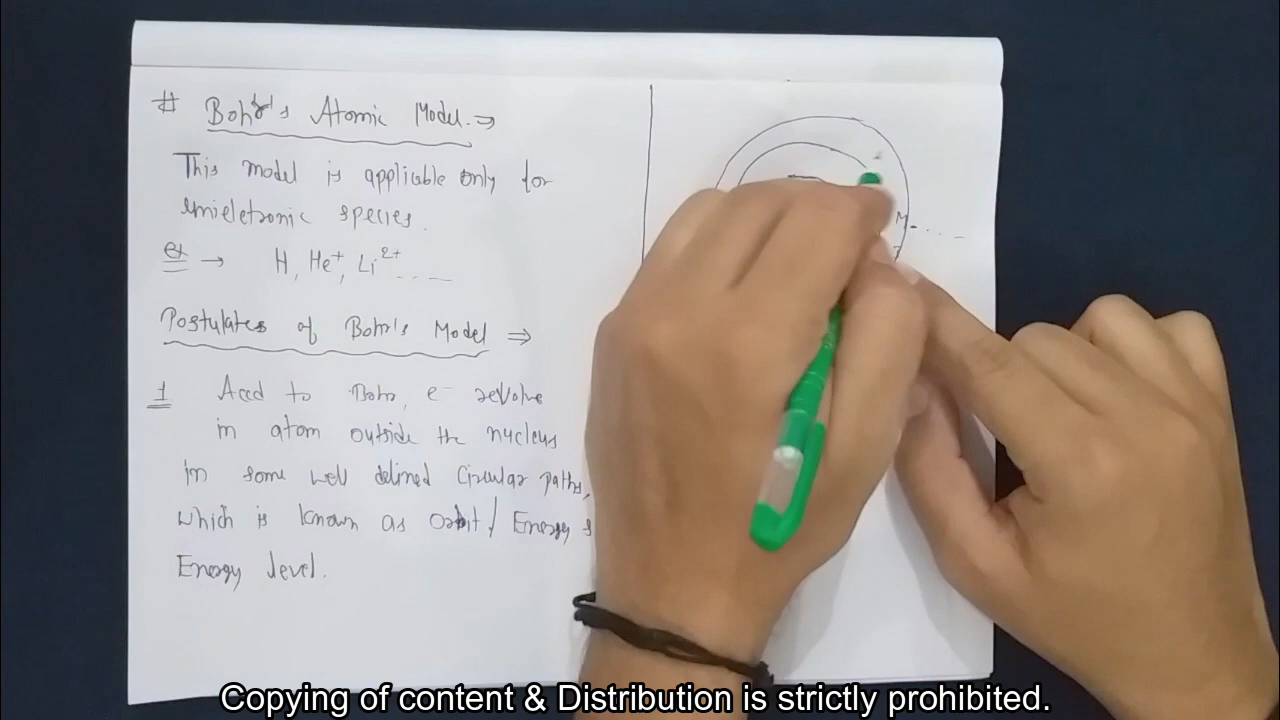 # Bohr's Atomic Model. ⇒
This model is applicable only for
unieletronic species.
ex → H, He⁺, Li²⁺ - - - -
Postulates of Bohr's Model ⇒
1 Accd to Bohr, e⁻ revolve
in atom outside the nucleus
in some well defined Circular paths,
which is known as orbit / Energy s
Energy level.
M
Copying of content & Distribution is strictly prohibited.